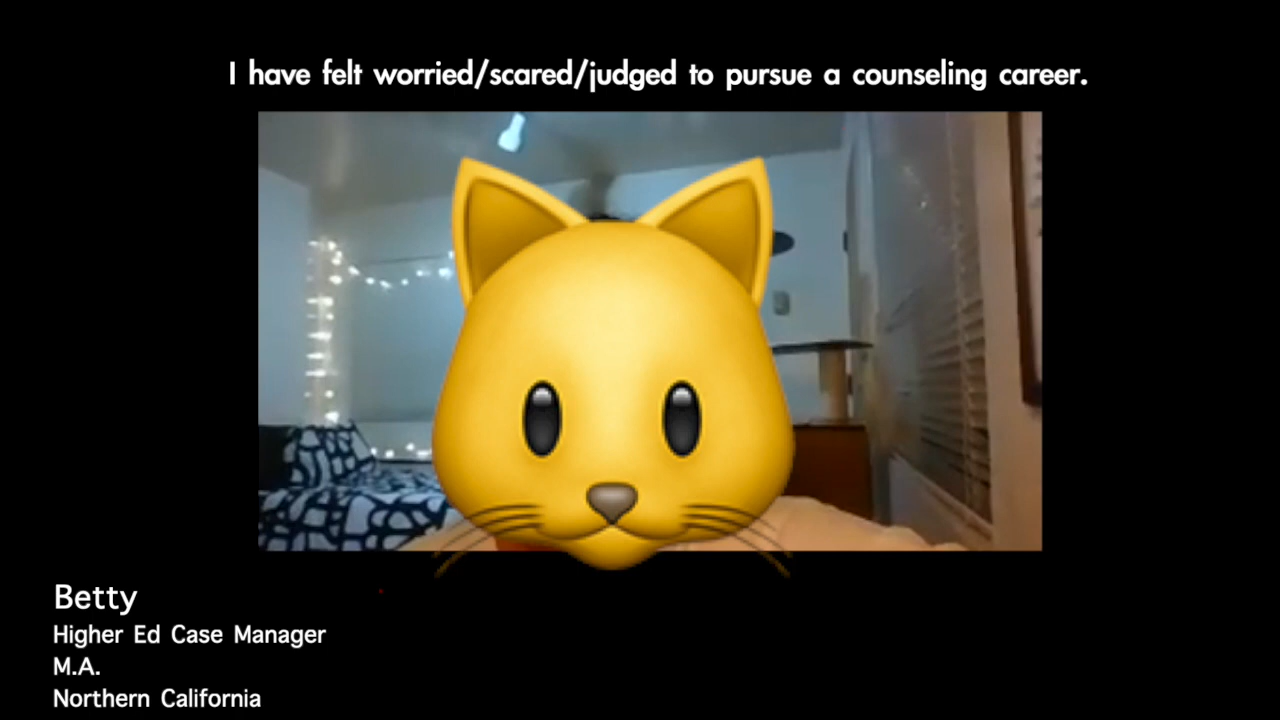 I have felt worried/scared/judged to pursue a counseling career.
Betty
Higher Ed Case Manager
M.A.
Northern California